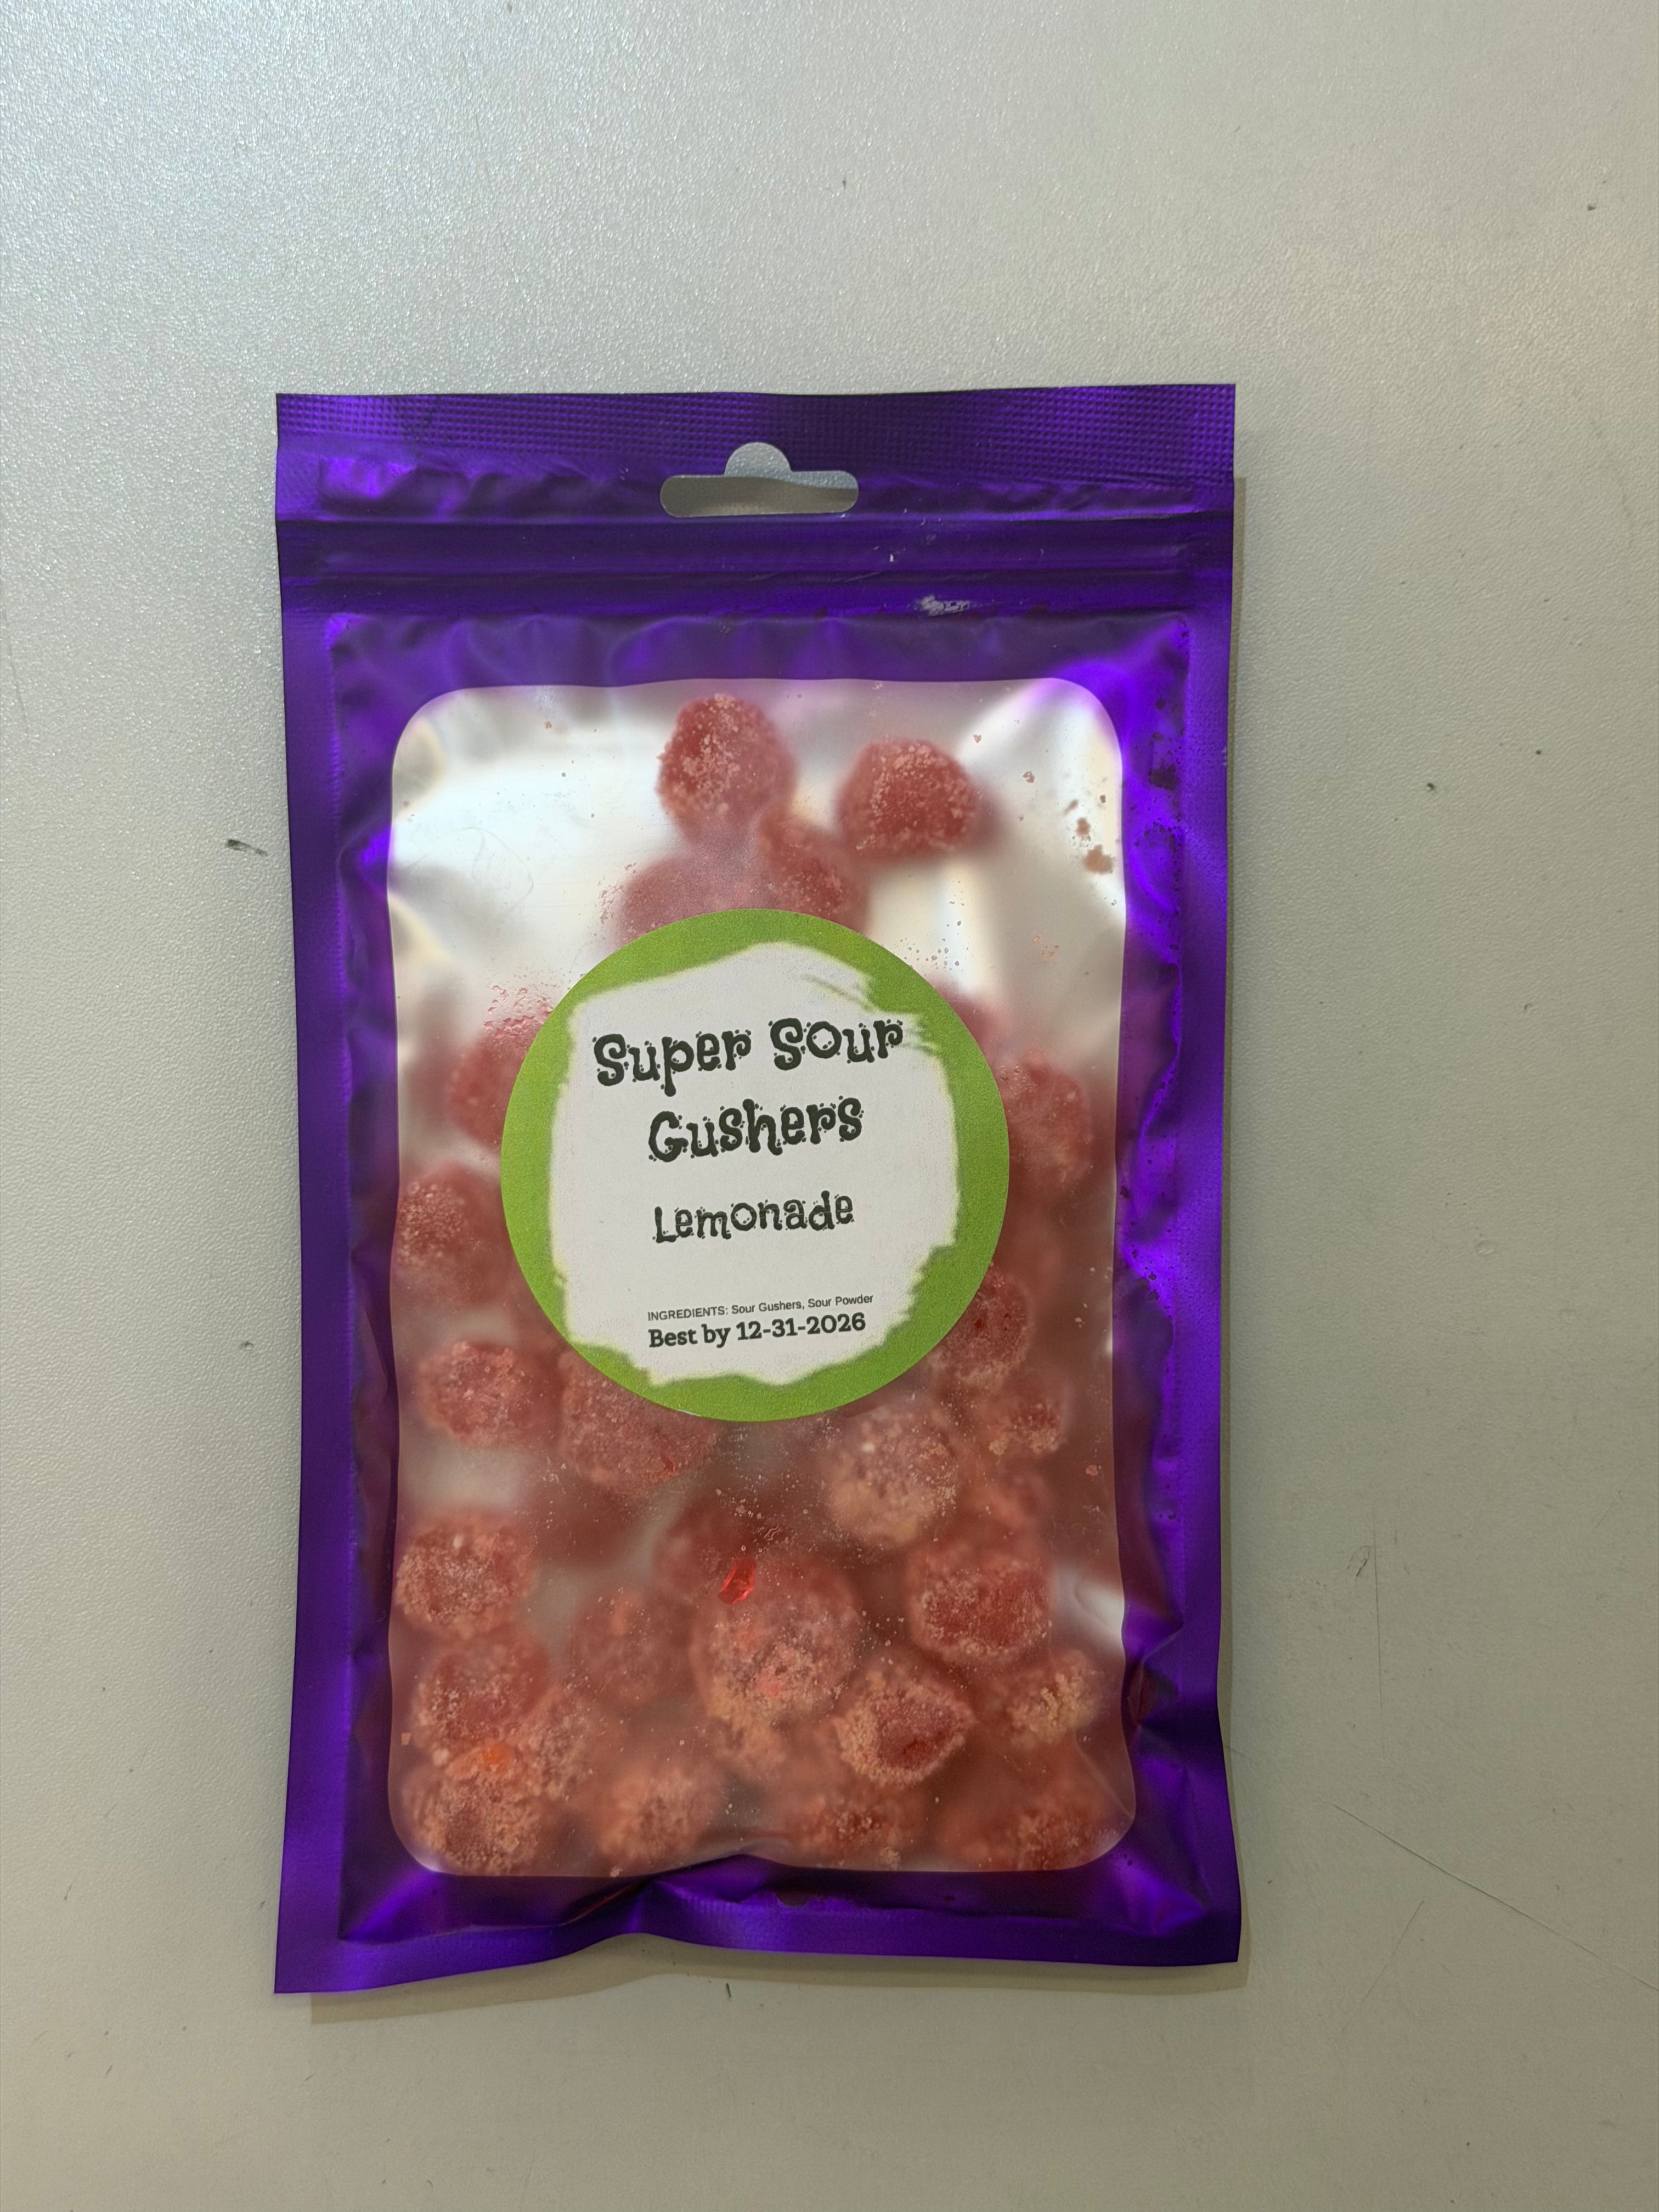 Super Sour
Gushers
Lemonade
INGREDIENTS: Sour Gushers, Sour Powder
Best by 12-31-2026